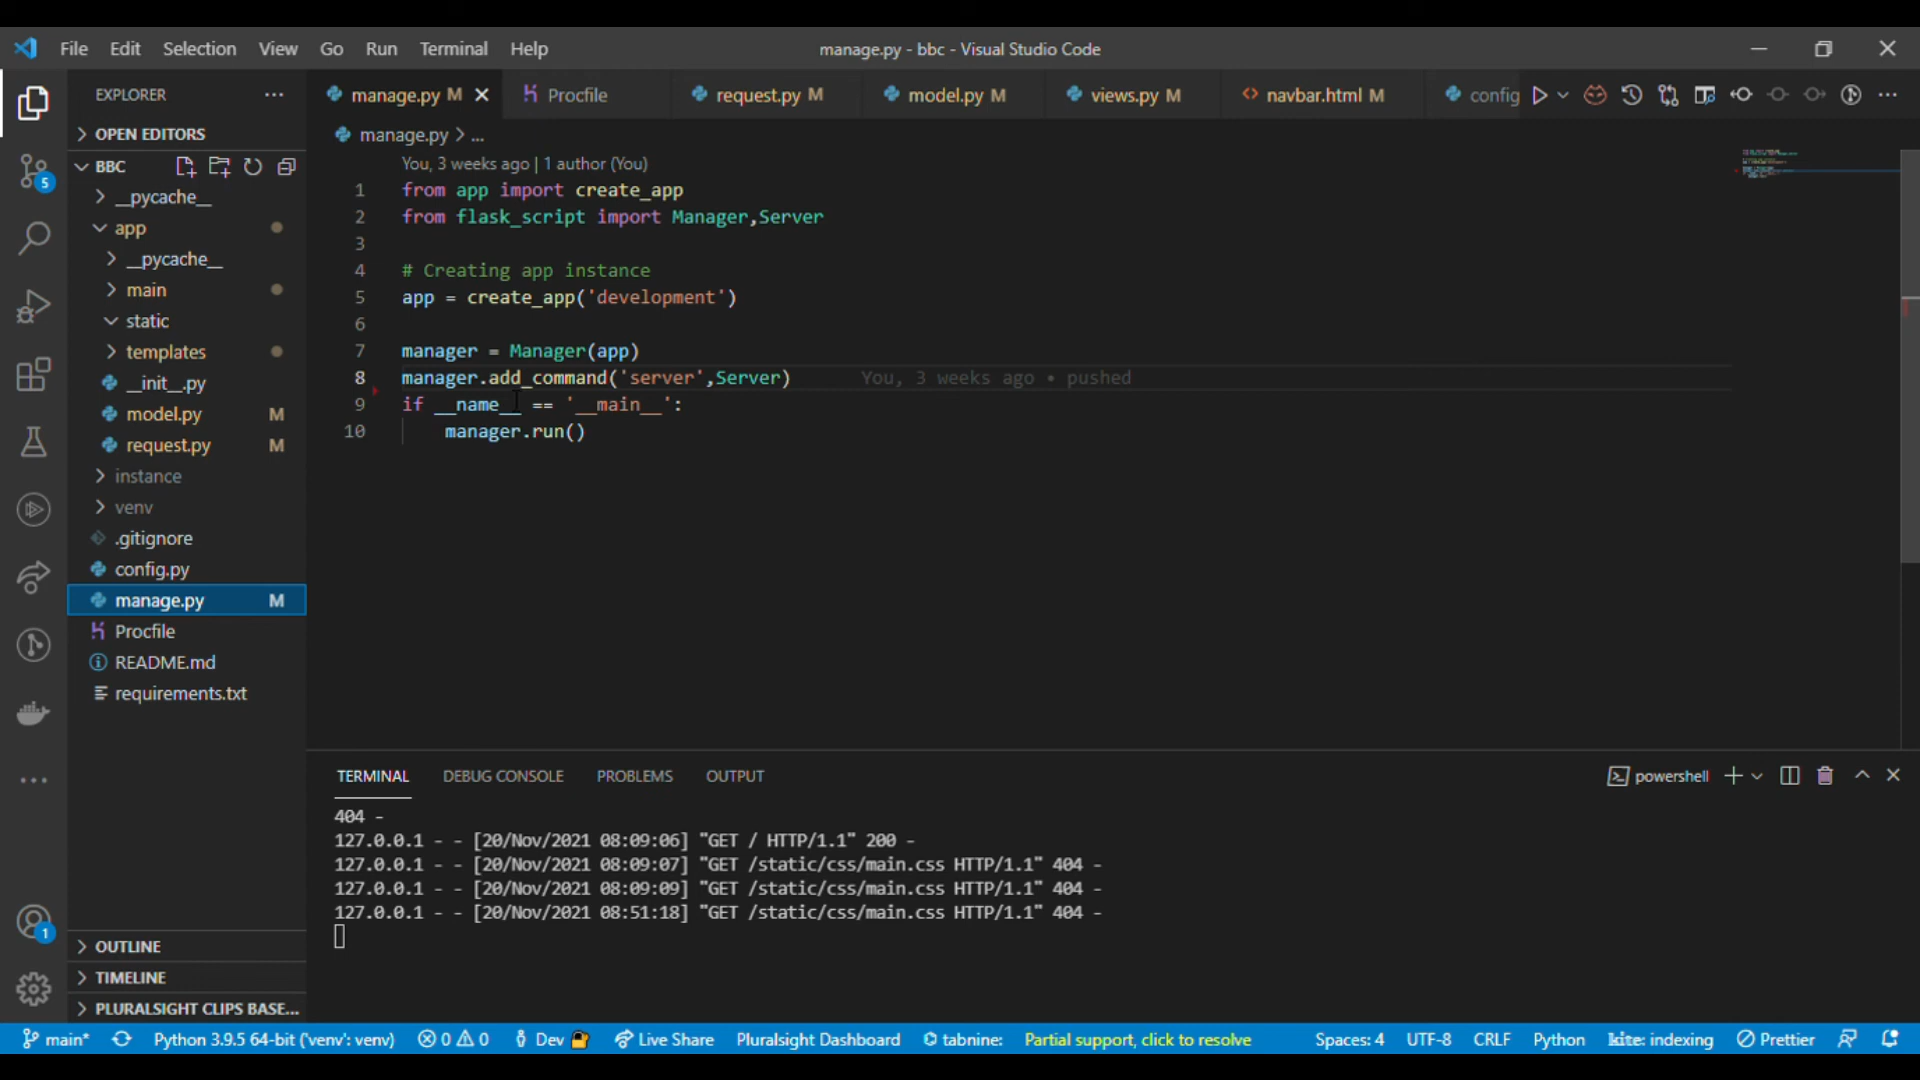 File Edit Selection View Go Run Terminal Help
manage.py - bbc - Visual Studio Code
EXPLORER
manage.py M
Procfile
request.py M
model.py M
views.py M
navbar.html M
config
OPEN EDITORS
manage.py > ...
BBC
You, 3 weeks ago | 1 author (You)
__pycache__
app
__pycache__
main
static
templates
__init__.py
model.py M
request.py M
instance
venv
.gitignore
config.py
manage.py M
Procfile
README.md
requirements.txt
1 from app import create_app
2 from flask_script import Manager,Server
3
4 # Creating app instance
5 app = create_app('development')
6
7 manager = Manager(app)
8 manager.add_command('server',Server) You, 3 weeks ago • pushed
9 if __name__ == '__main__':
10 manager.run()
TERMINAL DEBUG CONSOLE PROBLEMS OUTPUT
powershell
404 -
127.0.0.1 - - [20/Nov/2021 08:09:06] "GET / HTTP/1.1" 200 -
127.0.0.1 - - [20/Nov/2021 08:09:07] "GET /static/css/main.css HTTP/1.1" 404 -
127.0.0.1 - - [20/Nov/2021 08:09:09] "GET /static/css/main.css HTTP/1.1" 404 -
127.0.0.1 - - [20/Nov/2021 08:51:18] "GET /static/css/main.css HTTP/1.1" 404 -
5
1
OUTLINE
TIMELINE
PLURALSIGHT CLIPS BASE...
main* Python 3.9.5 64-bit ('venv': venv) 0 0 Dev Live Share Pluralsight Dashboard tabnine: Partial support, click to resolve Spaces: 4 UTF-8 CRLF Python kite: indexing Prettier